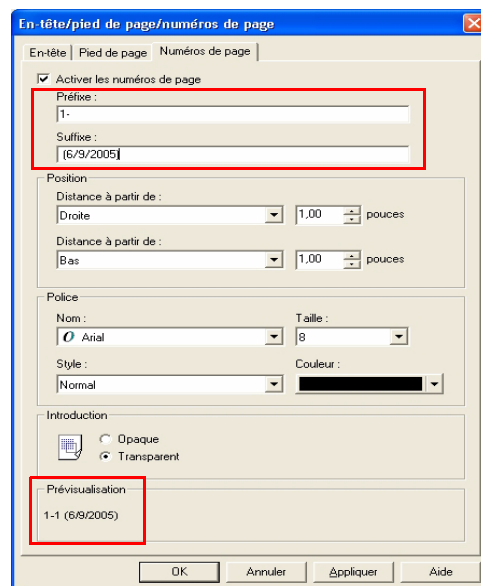 En-tête/pied de page/numéros de page
En-tête Pied de page Numéros de page
Activer les numéros de page
Préfixe :
1-
Suffixe :
(6/9/2005)
Position
Distance à partir de :
Droite 1,00 pouces
Distance à partir de :
Bas 1,00 pouces
Police
Nom : Taille :
O Arial 8
Style : Couleur :
Normal
Introduction
Opaque
Transparent
Prévisualisation
1-1 (6/9/2005)
OK Annuler Appliquer Aide